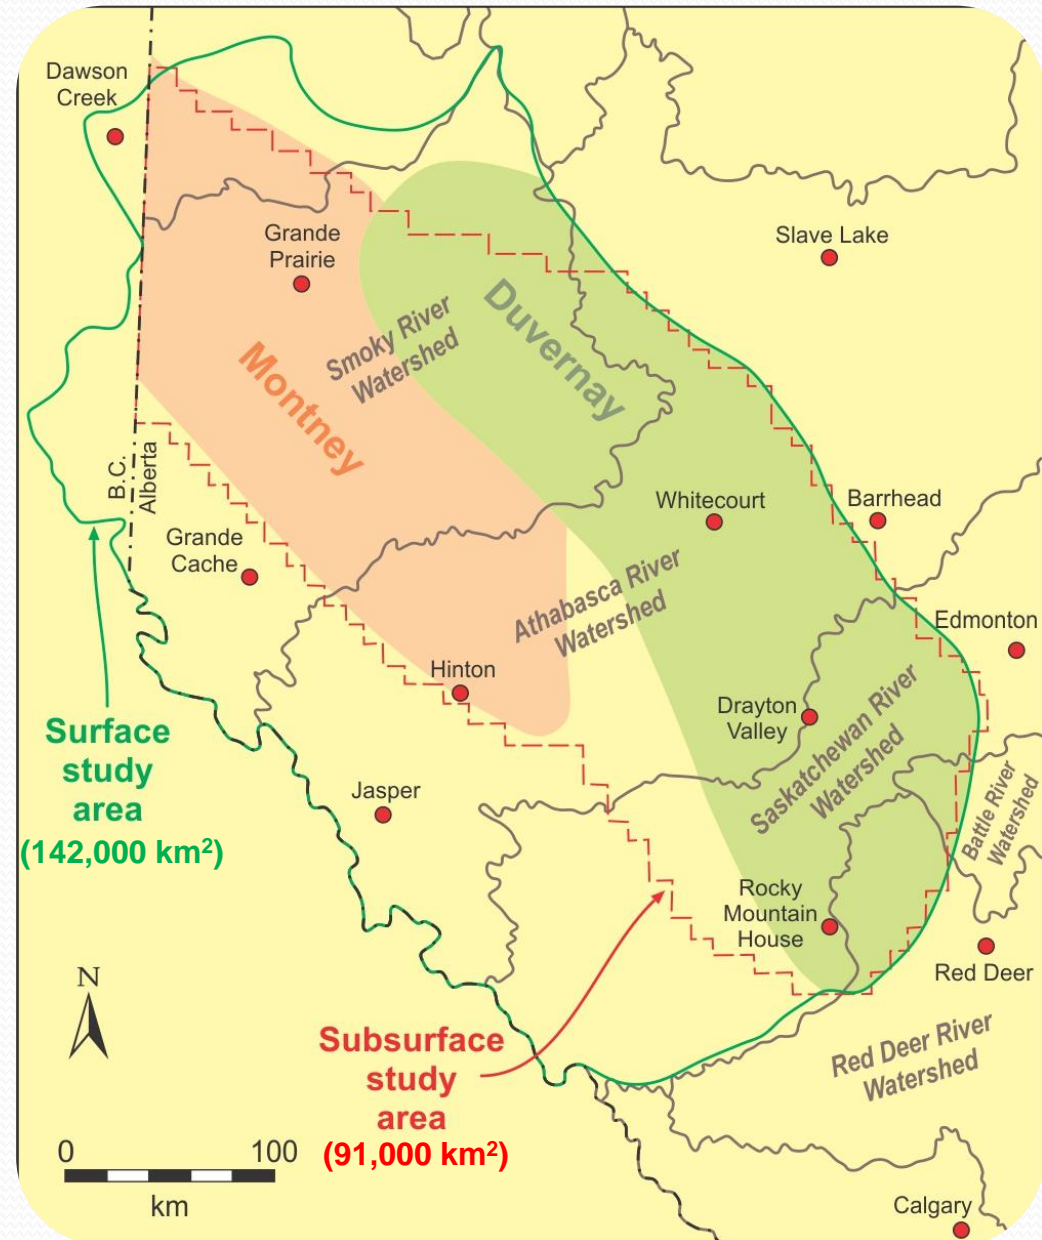 Dawson
Creek
Grande
Prairie
Slave Lake
Smoky River
Watershed
Duvernay
Montney
B.C.
Alberta
Whitecourt
Barrhead
Grande
Cache
Athabasca River
Watershed
Edmonton
Hinton
Drayton
Valley
Saskatchewan River
Watershed
Surface
study
area
(142,000 km²)
Jasper
Battle River
Watershed
Rocky
Mountain
House
Red Deer
N
Red Deer River
Watershed
Subsurface
study
area
(91,000 km²)
0 100
km
Calgary